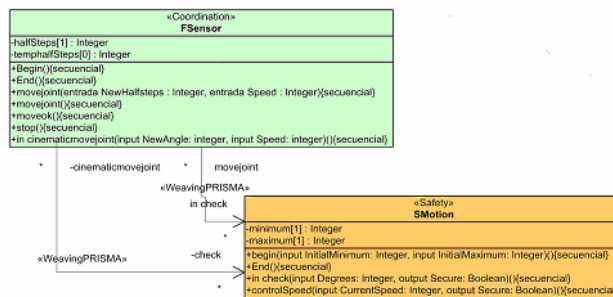 «Coordination»
FSensor
-halfSteps[1] : Integer
-temphalfSteps[0] : Integer
+Begin(){secuencial}
+End(){secuencial}
+movejoint(entrada NewHalfsteps : Integer, entrada Speed : Integer){secuencial}
+movejoint(){secuencial}
+moveok(){secuencial}
+stop(){secuencial}
+in cinematicmovejoint(input NewAngle: integer, input Speed: integer)(){secuencial}
* -cinematicmovejoint * movejoint
«WeavingPRISMA»
in check
*
«Safety»
SMotion
-minimum[1] : Integer
-maximum[1] : Integer
+begin(input InitialMinimum: Integer, input InitialMaximum: Integer)(){secuencial}
+End(){secuencial}
+in check(input Degrees: Integer, output Secure: Boolean)(){secuencial}
+controlSpeed(input CurrentSpeed: Integer, output Secure: Boolean)(){secuencia
-check
«WeavingPRISMA»
*